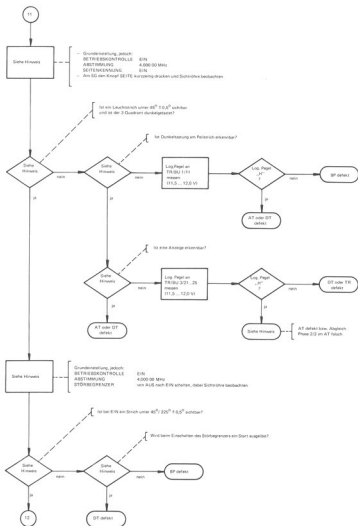 11
Siehe Hinweis
- Grundeinstellung, jedoch:
BETRIEBSKONTROLLE EIN
ABSTIMMUNG 4.000.00 MHz
SEITENKENNUNG EIN
- Am SG den Knopf SEITE kurzzeitig drücken und Sichtröhre beobachten
Ist ein Leuchtstrich unter 45° ± 0,5° sichtbar
und ist der 3. Quadrant dunkelgetastet?
Siehe
Hinweis
nein
ja
Ist Dunkeltastung am Peilstrich erkennbar?
Siehe
Hinweis
nein
ja
Log. Pegel an
TR/BU 1/11
messen
(11,5 ... 12,0 V)
Log. Pegel
„H"
?
nein
BF defekt
ja
AT oder DT
defekt
Ist eine Anzeige erkennbar?
Siehe
Hinweis
nein
ja
AT oder DT
defekt
Log. Pegel an
TR/BU 3/21...25
messen
(11,5 ... 12,0 V)
Log. Pegel
„H"
?
nein
DT oder TR
defekt
ja
Siehe Hinweis
AT defekt bzw. Abgleich
Phase 2/3 im AT falsch
Siehe Hinweis
Grundeinstellung, jedoch:
BETRIEBSKONTROLLE EIN
ABSTIMMUNG 4.000.00 MHz
STÖRBEGRENZER von AUS nach EIN schalten, dabei Sichtröhre beobachten
Ist bei EIN ein Strich unter 45°/225° ± 0,5° sichtbar?
Siehe
Hinweis
nein
ja
12
Wird beim Einschalten des Störbegrenzers ein Start ausgelöst?
Siehe
Hinweis
nein
BF defekt
ja
DT defekt